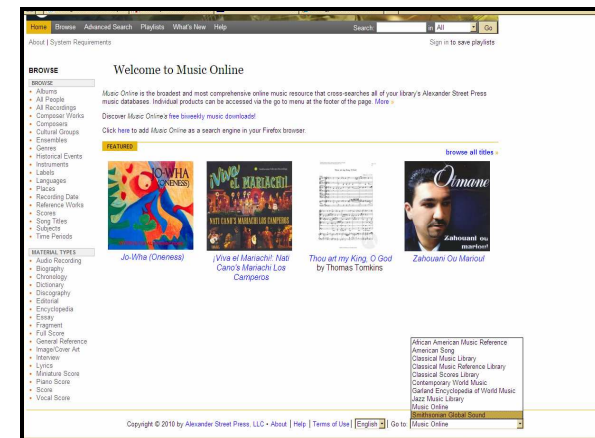 Home Browse Advanced Search Playlists What's New Help Search: in All Go
About | System Requirements Sign in to save playlists
BROWSE
BROWSE
Albums
All People
All Recordings
Composer Works
Composers
Cultural Groups
Ensembles
Genres
Historical Events
Instruments
Labels
Languages
Places
Recording Date
Reference Works
Scores
Song Titles
Subjects
Time Periods
MATERIAL TYPES
Audio Recording
Biography
Chronology
Dictionary
Discography
Editorial
Encyclopedia
Essay
Fragment
Full Score
General Reference
Image/Cover Art
Interview
Lyrics
Miniature Score
Piano Score
Score
Vocal Score
Welcome to Music Online
Music Online is the broadest and most comprehensive online music resource that cross-searches all of your library's Alexander Street Press
music databases. Individual products can be accessed via the go to menu at the footer of the page. More »
Discover Music Online's free biweekly music downloads!
Click here to add Music Online as a search engine in your Firefox browser.
FEATURED
browse all titles »
JO-WHA
(ONENESS)
¡Viva
el MARIACHI!
NATI CANO'S MARIACHI LOS CAMPEROS
Otmane
Zahouani ou
marioul
Jo-Wha (Oneness)
¡Viva el Mariachi!: Nati
Cano's Mariachi Los
Camperos
Thou art my King, O God
by Thomas Tomkins
Zahouani Ou Marioul
African American Music Reference
American Song
Classical Music Library
Classical Music Reference Library
Classical Scores Library
Contemporary World Music
Garland Encyclopedia of World Music
Jazz Music Library
Music Online
Smithsonian Global Sound
Copyright © 2010 by Alexander Street Press, LLC • About | Help | Terms of Use | English | Go to: Music Online